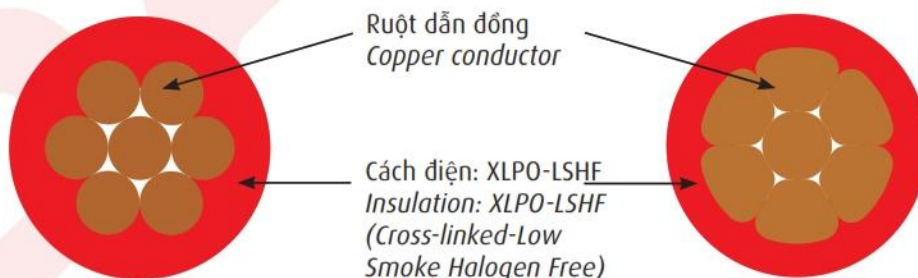 Ruột dẫn đồng
Copper conductor
Cách điện: XLPO-LSHF
Insulation: XLPO-LSHF
(Cross-linked-Low
Smoke Halogen Free)